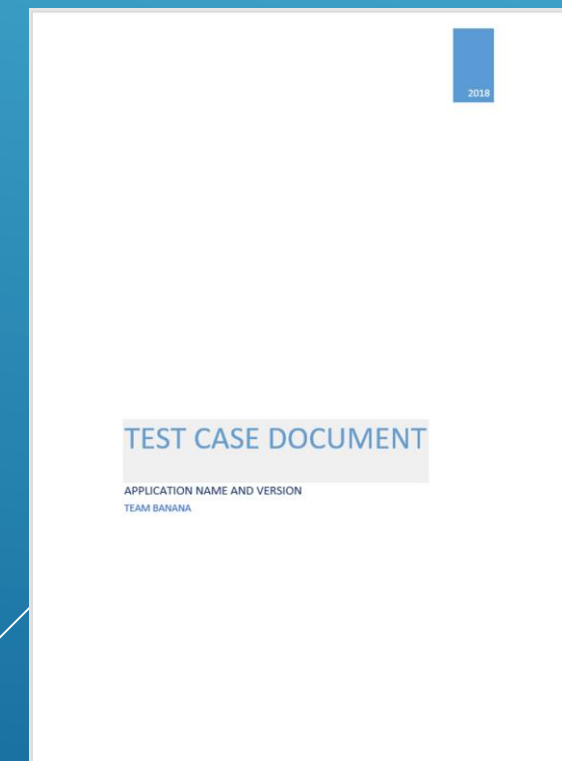 2018
TEST CASE DOCUMENT
APPLICATION NAME AND VERSION
TEAM BANANA